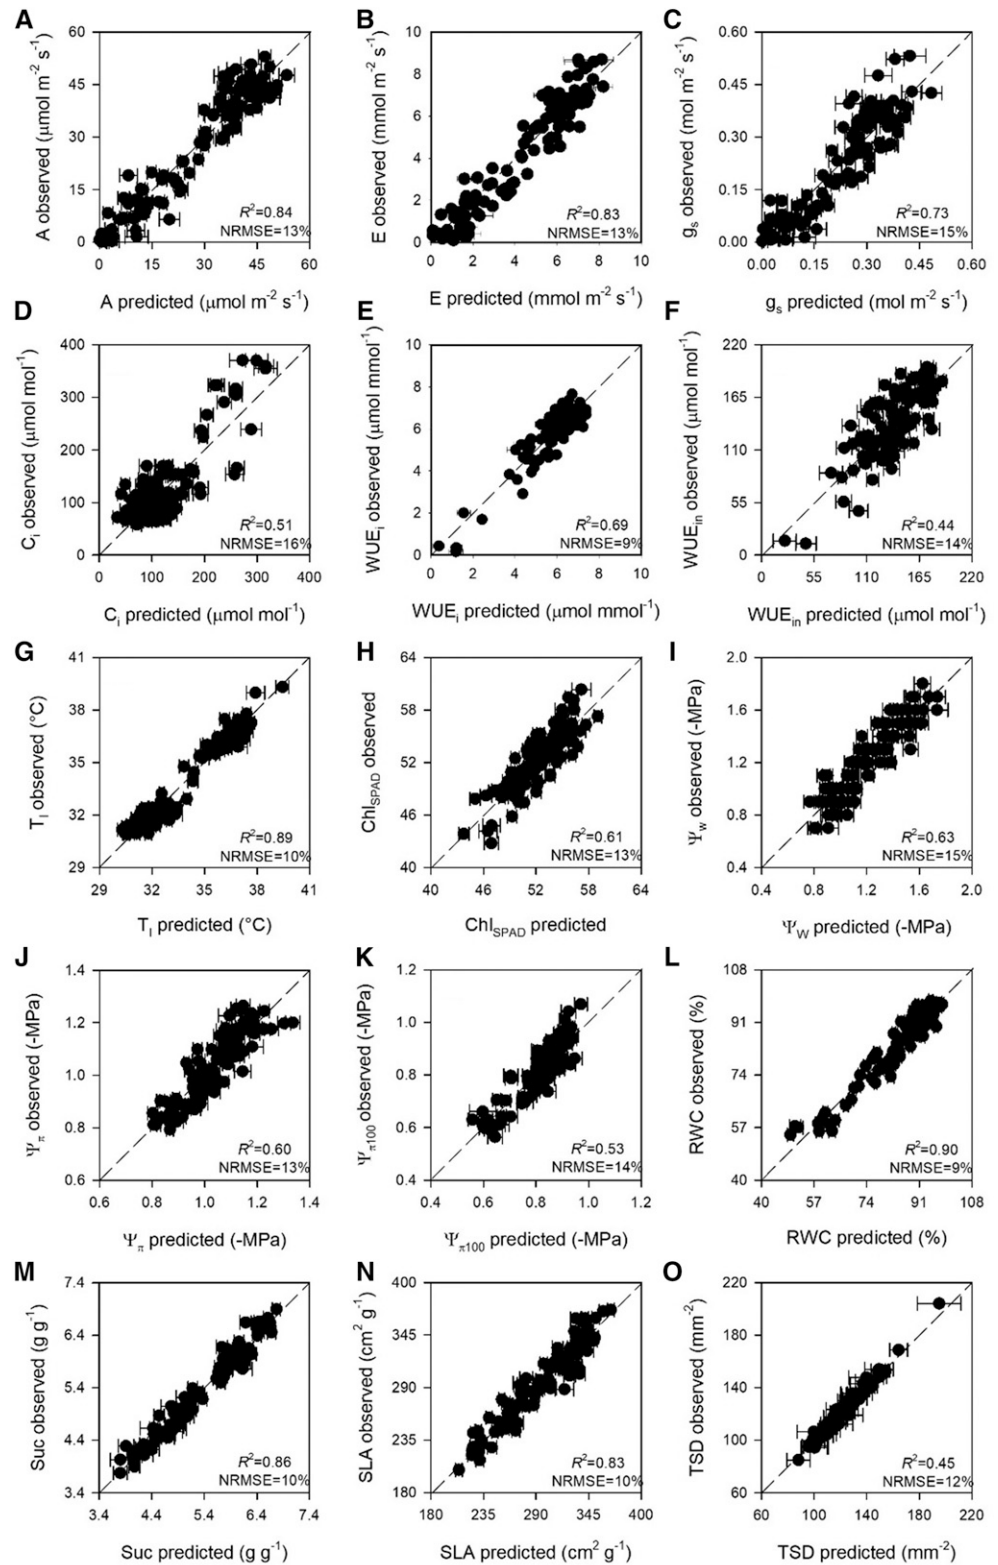 A
B
C
60
45
30
15
0
A observed (μmol m⁻² s⁻¹)
R²=0.84
NRMSE=13%
0 15 30 45 60
A predicted (μmol m⁻² s⁻¹)
10
8
6
4
2
0
E observed (mmol m⁻² s⁻¹)
R²=0.83
NRMSE=13%
0 2 4 6 8 10
E predicted (mmol m⁻² s⁻¹)
0.60
0.45
0.30
0.15
0.00
gs observed (mol m⁻² s⁻¹)
R²=0.73
NRMSE=15%
0.00 0.15 0.30 0.45 0.60
gs predicted (mol m⁻² s⁻¹)
D
E
F
400
300
200
100
0
Ci observed (μmol mol⁻¹)
R²=0.51
NRMSE=16%
0 100 200 300 400
Ci predicted (μmol mol⁻¹)
10
8
6
4
2
0
WUEi observed (μmol mmol⁻¹)
R²=0.69
NRMSE=9%
0 2 4 6 8 10
WUEi predicted (μmol mmol⁻¹)
220
165
110
55
0
WUEin observed (μmol mol⁻¹)
R²=0.44
NRMSE=14%
0 55 110 165 220
WUEin predicted (μmol mol⁻¹)
G
H
I
41
38
35
32
29
Tl observed (°C)
R²=0.89
NRMSE=10%
29 32 35 38 41
Tl predicted (°C)
64
58
52
46
40
ChlSPAD observed
R²=0.61
NRMSE=13%
40 46 52 58 64
ChlSPAD predicted
2.0
1.6
1.2
0.8
0.4
Ψw observed (-MPa)
R²=0.63
NRMSE=15%
0.4 0.8 1.2 1.6 2.0
ΨW predicted (-MPa)
J
K
L
1.4
1.2
1.0
0.8
0.6
Ψπ observed (-MPa)
R²=0.60
NRMSE=13%
0.6 0.8 1.0 1.2 1.4
Ψπ predicted (-MPa)
1.2
1.0
0.8
0.6
0.4
Ψπ100 observed (-MPa)
R²=0.53
NRMSE=14%
0.4 0.6 0.8 1.0 1.2
Ψπ100 predicted (-MPa)
108
91
74
57
40
RWC observed (%)
R²=0.90
NRMSE=9%
40 57 74 91 108
RWC predicted (%)
M
N
O
7.4
6.4
5.4
4.4
3.4
Suc observed (g g⁻¹)
R²=0.86
NRMSE=10%
3.4 4.4 5.4 6.4 7.4
Suc predicted (g g⁻¹)
400
345
290
235
180
SLA observed (cm² g⁻¹)
R²=0.83
NRMSE=10%
180 235 290 345 400
SLA predicted (cm² g⁻¹)
220
180
140
100
60
TSD observed (mm⁻²)
R²=0.45
NRMSE=12%
60 100 140 180 220
TSD predicted (mm⁻²)